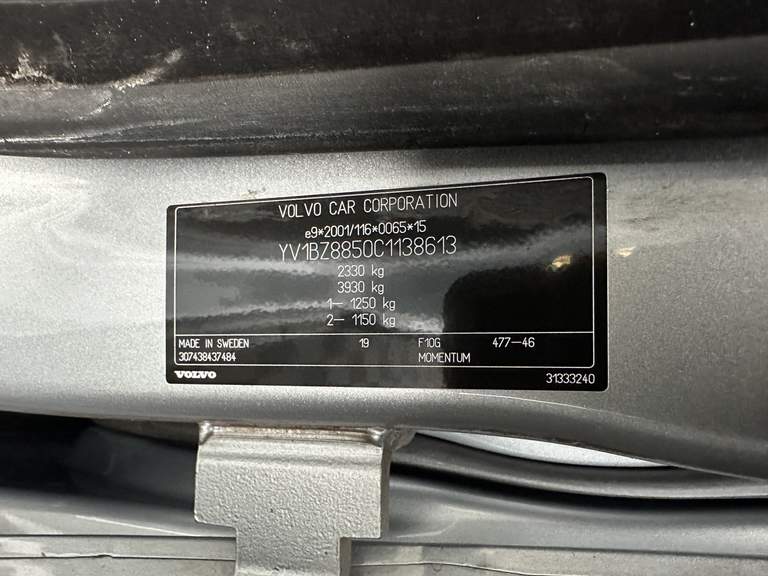 VOLVO CAR CORPORATION
e9*2001/116*0065*15
YV1BZ8850C1138613
2330 kg
3930 kg
1- 1250 kg
2- 1150 kg
MADE IN SWEDEN 19 F10G 477-46
307438437484 MOMENTUM
VOLVO 31333240